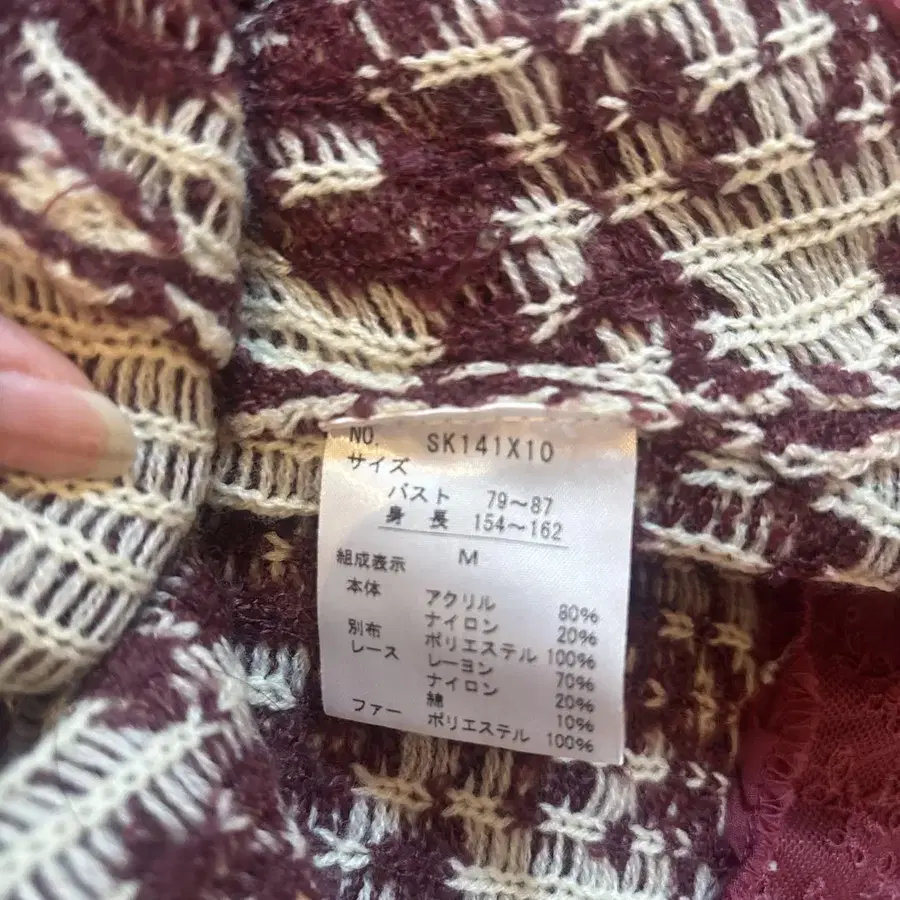 NO. SK141X10
サイズ
バスト 79〜87
身長 154〜162
M
組成表示
本体 アクリル 80%
ナイロン 20%
別布 ポリエステル 100%
レース レーヨン 70%
ナイロン 20%
綿 10%
ファー ポリエステル 100%